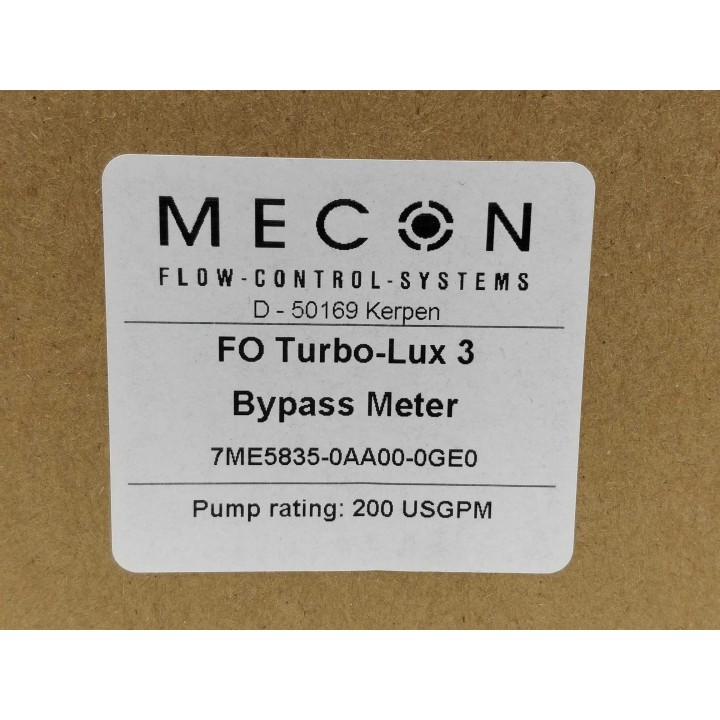 MECON
FLOW-CONTROL-SYSTEMS
D - 50169 Kerpen
FO Turbo-Lux 3
Bypass Meter
7ME5835-0AA00-0GE0
Pump rating: 200 USGPM